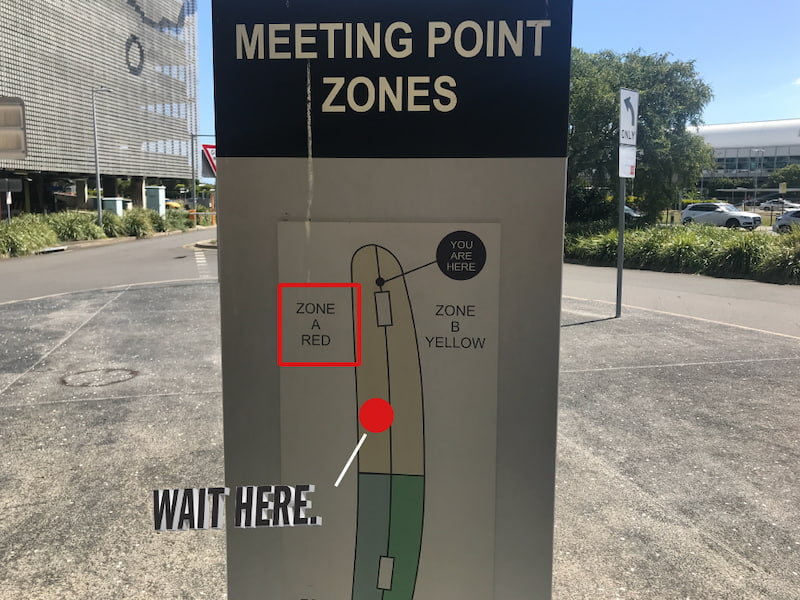 MEETING POINT
ZONES
ONLY
YOU
ARE
HERE
ZONE
A
RED
ZONE
B
YELLOW
WAIT HERE.